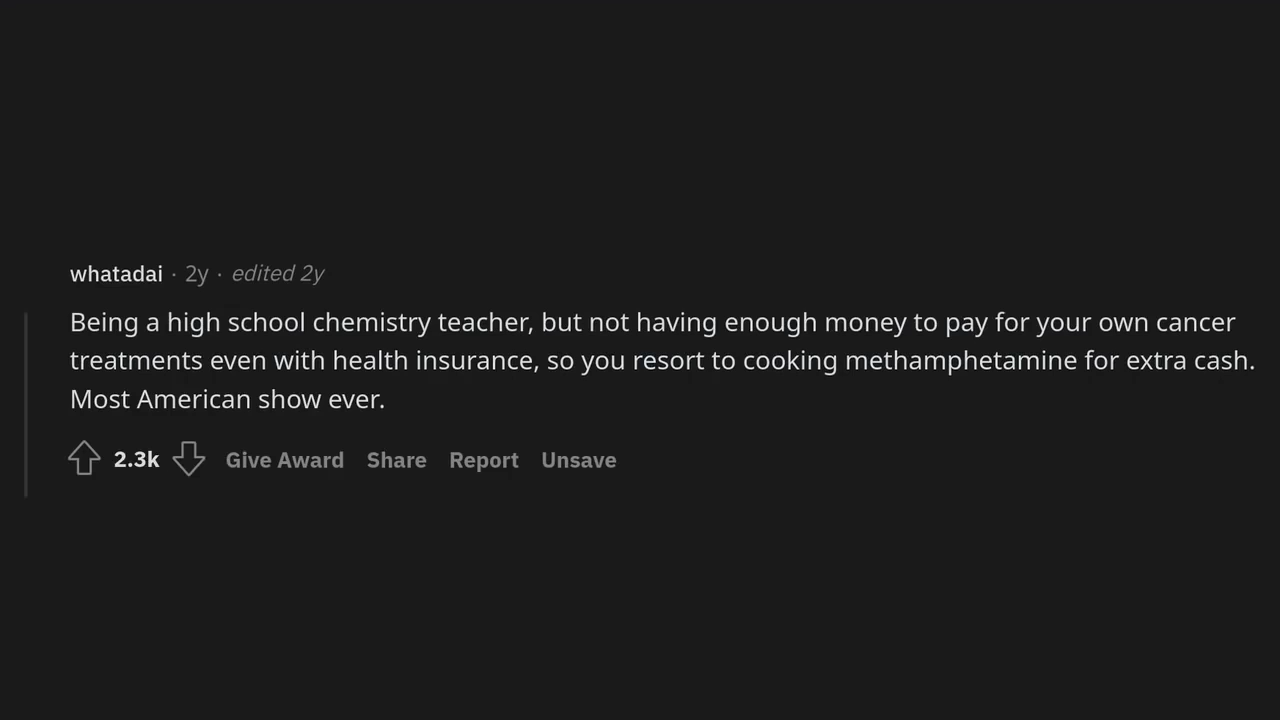 whatadai · 2y · edited 2y
Being a high school chemistry teacher, but not having enough money to pay for your own cancer
treatments even with health insurance, so you resort to cooking methamphetamine for extra cash.
Most American show ever.
2.3k Give Award Share Report Unsave